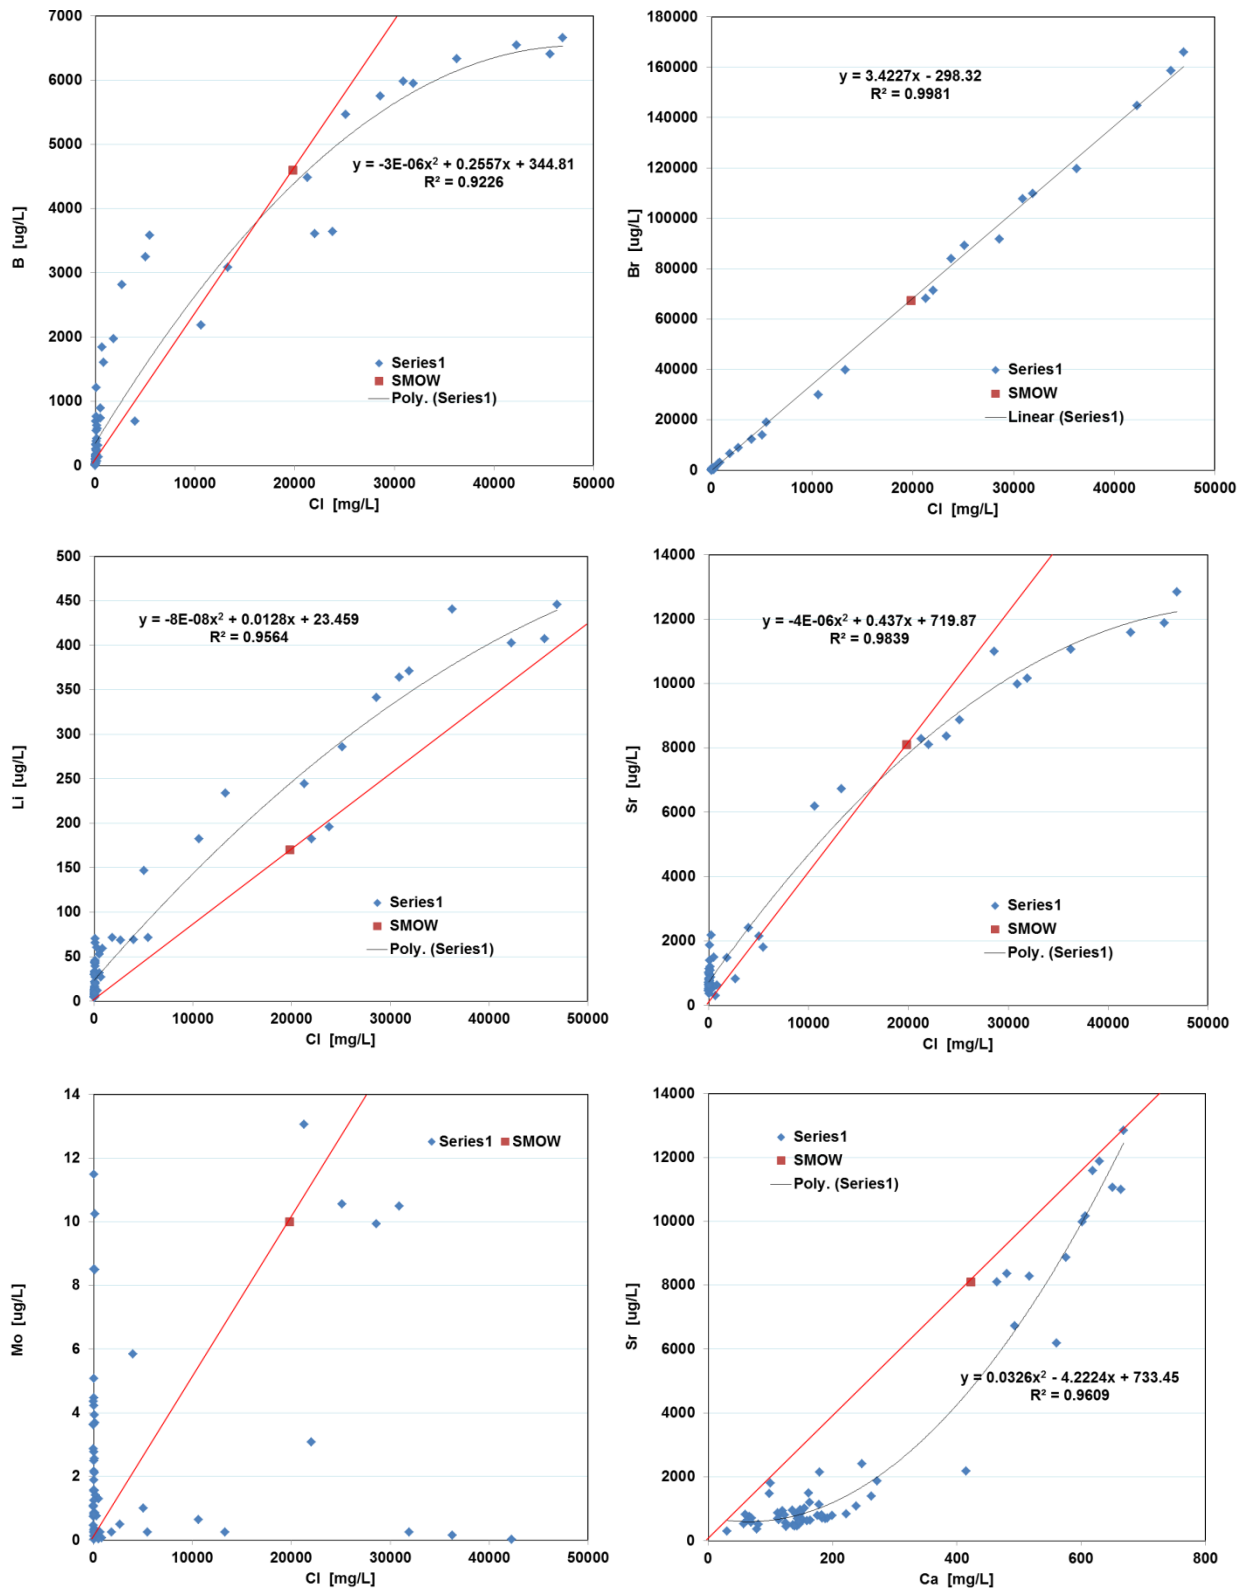 7000
6000
5000
4000
3000
2000
1000
0
B [ug/L]
y = -3E-06x² + 0.2557x + 344.81
R² = 0.9226
Series1
SMOW
Poly. (Series1)
0 10000 20000 30000 40000 50000
Cl [mg/L]
180000
160000
140000
120000
100000
80000
60000
40000
20000
0
Br [ug/L]
y = 3.4227x - 298.32
R² = 0.9981
Series1
SMOW
Linear (Series1)
0 10000 20000 30000 40000 50000
Cl [mg/L]
500
450
400
350
300
250
200
150
100
50
0
Li [ug/L]
y = -8E-08x² + 0.0128x + 23.459
R² = 0.9564
Series1
SMOW
Poly. (Series1)
0 10000 20000 30000 40000 50000
Cl [mg/L]
14000
12000
10000
8000
6000
4000
2000
0
Sr [ug/L]
y = -4E-06x² + 0.437x + 719.87
R² = 0.9839
Series1
SMOW
Poly. (Series1)
0 10000 20000 30000 40000 50000
Cl [mg/L]
14
12
10
8
6
4
2
0
Mo [ug/L]
Series1 SMOW
0 10000 20000 30000 40000 50000
Cl [mg/L]
14000
12000
10000
8000
6000
4000
2000
0
Sr [ug/L]
Series1
SMOW
Poly. (Series1)
y = 0.0326x² - 4.2224x + 733.45
R² = 0.9609
0 200 400 600 800
Ca [mg/L]